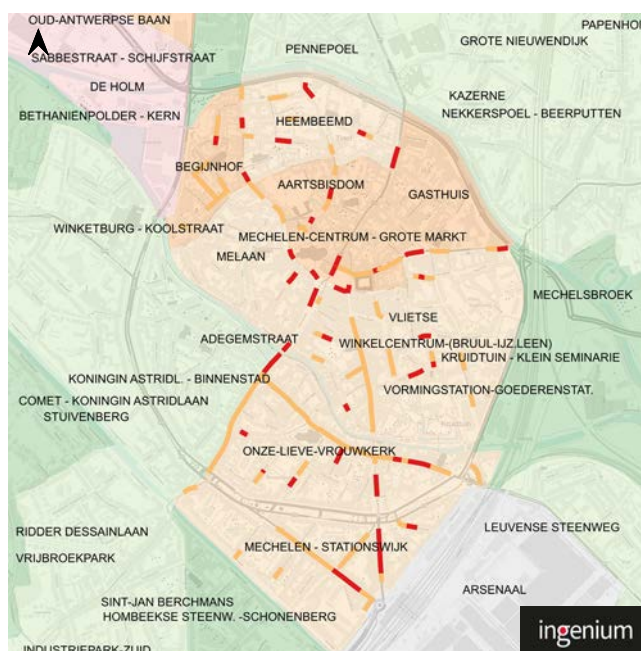 OUD-ANTWERPSE BAAN
PAPENHO
GROTE NIEUWENDIJK
PENNEPOEL
SABBESTRAAT - SCHIJFSTRAAT
DE HOLM
KAZERNE
BETHANIENPOLDER - KERN
NEKKERSPOEL - BEERPUTTEN
HEEMBEEMD
BEGIJNHOF
AARTSBISDOM
GASTHUIS
WINKETBURG - KOOLSTRAAT
MECHELEN-CENTRUM - GROTE MARKT
MELAAN
MECHELSBROEK
VLIETSE
ADEGEMSTRAAT
WINKELCENTRUM-(BRUUL-IJZ.LEEN)
KRUIDTUIN - KLEIN SEMINARIE
KONINGIN ASTRIDL. - BINNENSTAD
VORMINGSTATION-GOEDERENSTAT.
COMET - KONINGIN ASTRIDLAAN
STUIVENBERG
ONZE-LIEVE-VROUWKERK
RIDDER DESSAINLAAN
LEUVENSE STEENWEG
MECHELEN - STATIONSWIJK
VRIJBROEKPARK
ARSENAAL
SINT-JAN BERCHMANS
HOMBEEKSE STEENW. -SCHONENBERG
ingenium
INDUSTRIEPARK-ZUID